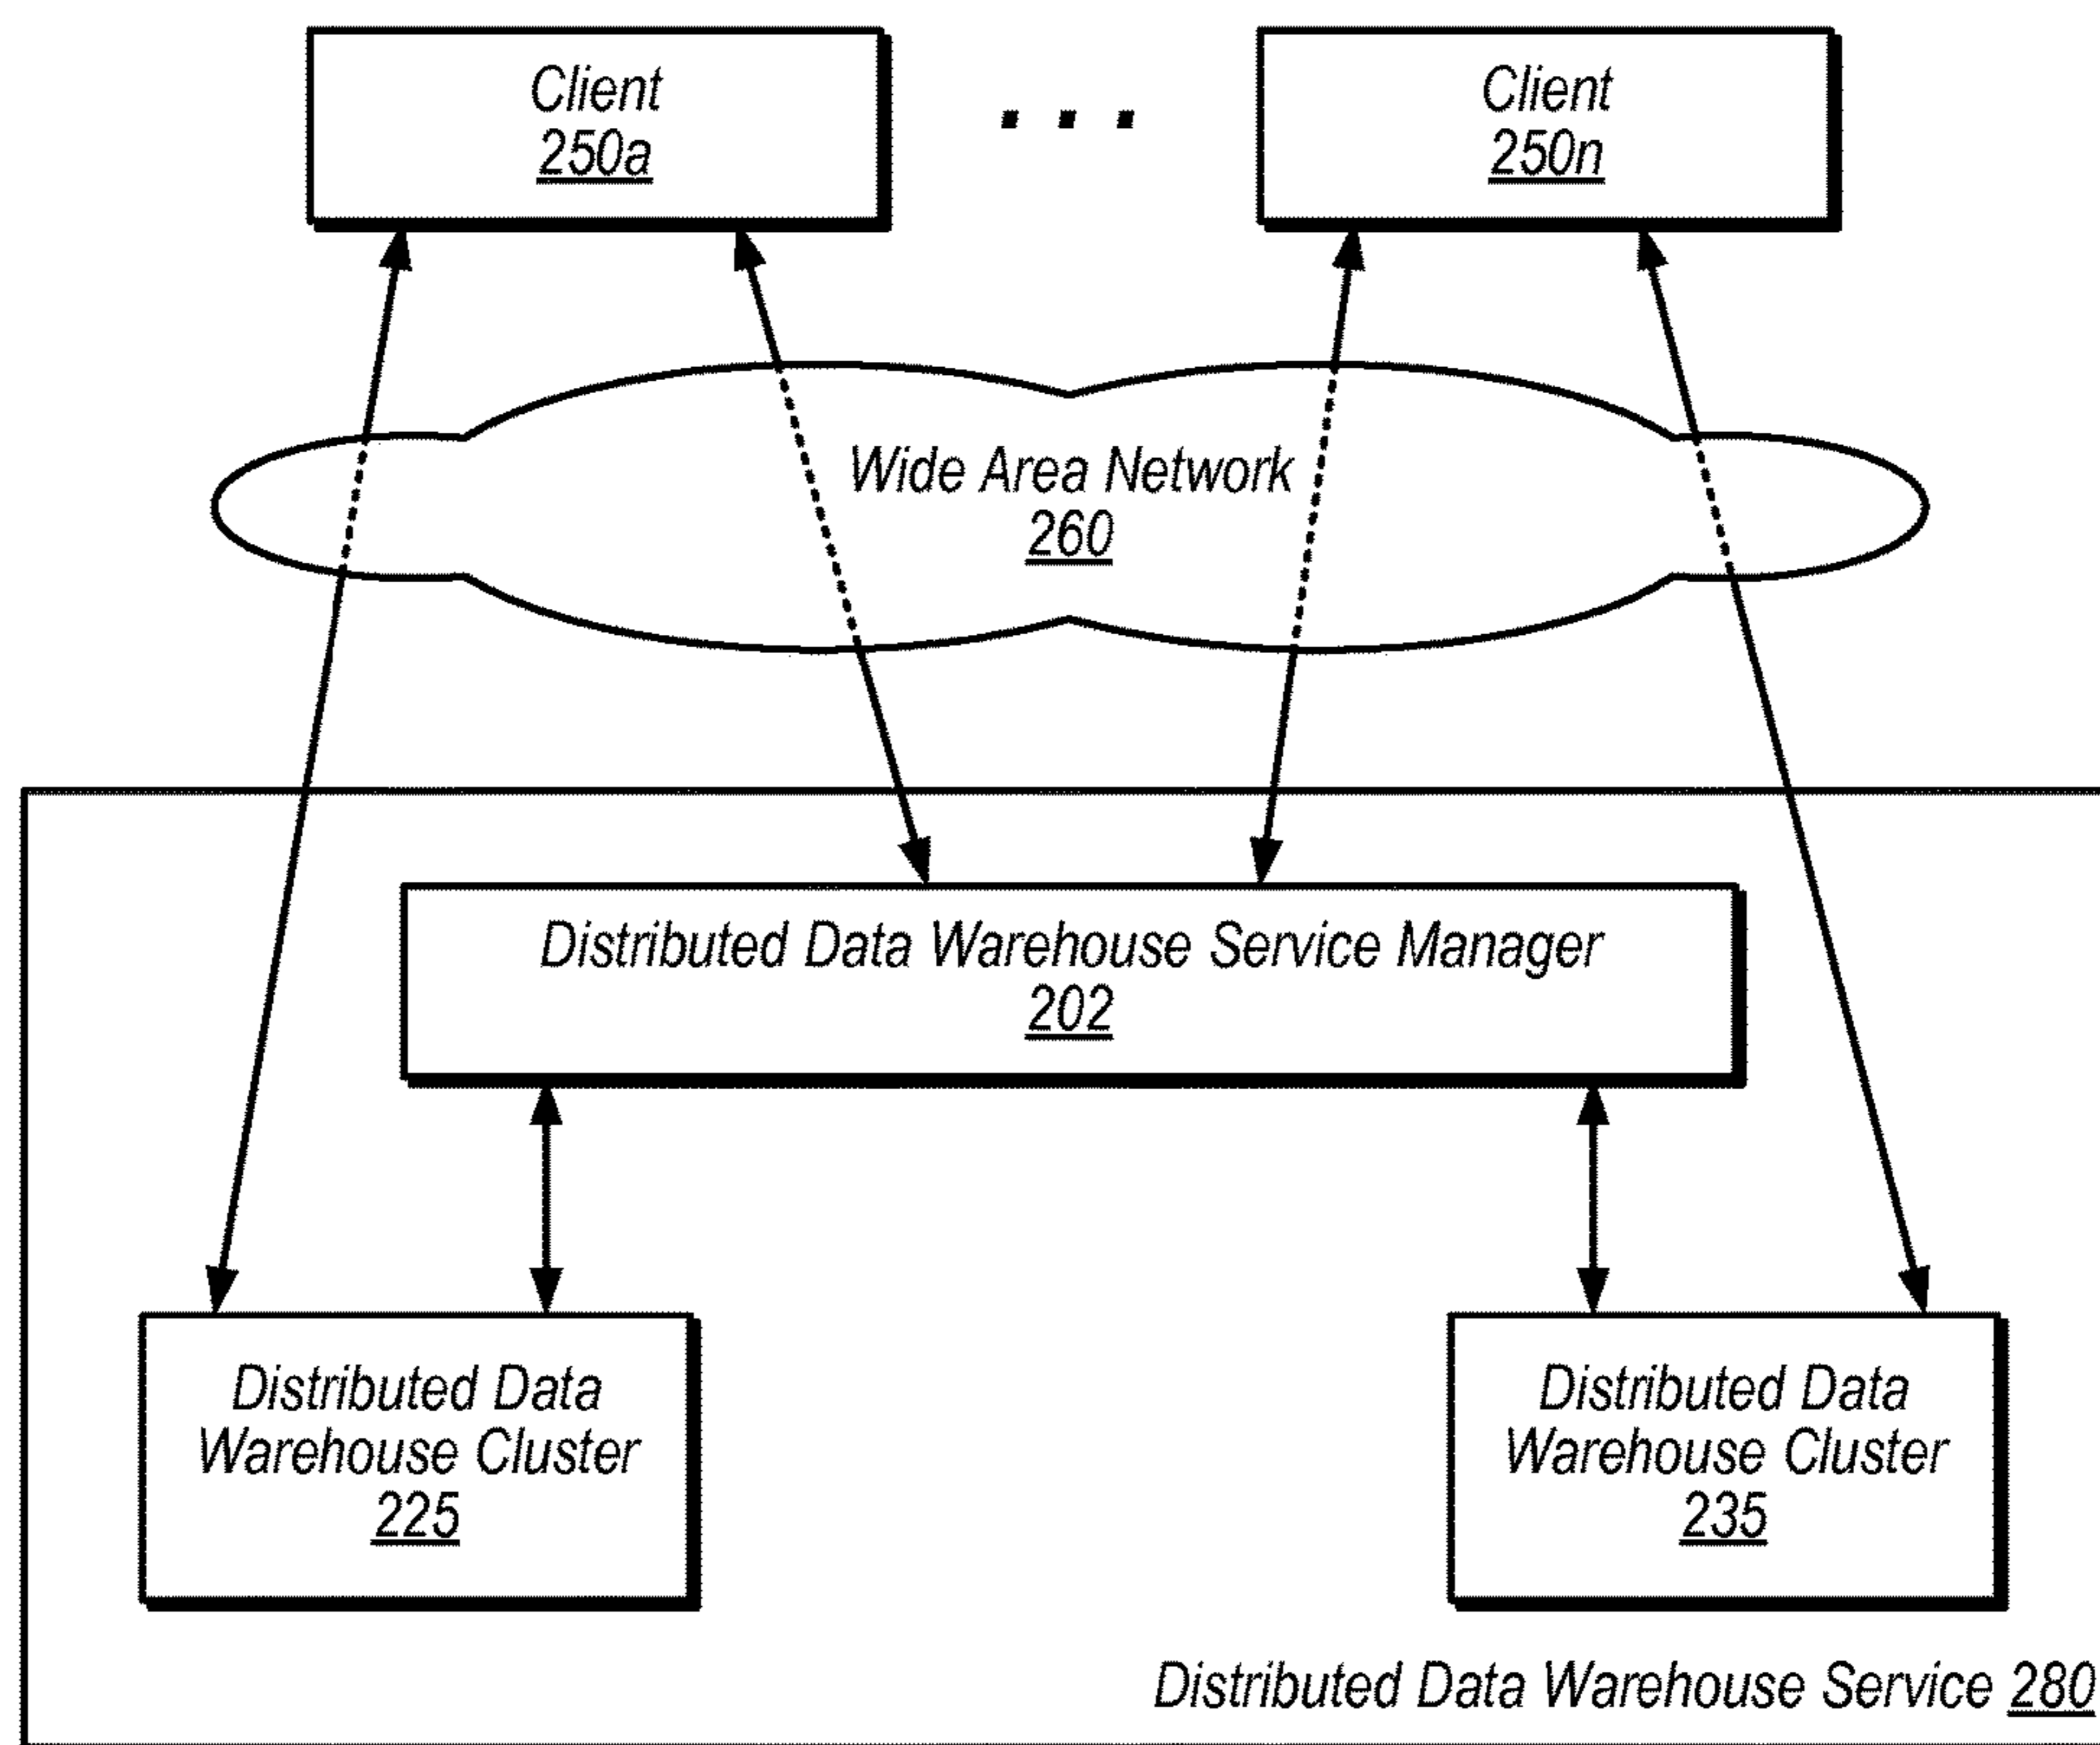 Client
250a
. . .
Client
250n
Wide Area Network
260
Distributed Data Warehouse Service Manager
202
Distributed Data
Warehouse Cluster
225
Distributed Data
Warehouse Cluster
235
Distributed Data Warehouse Service 280